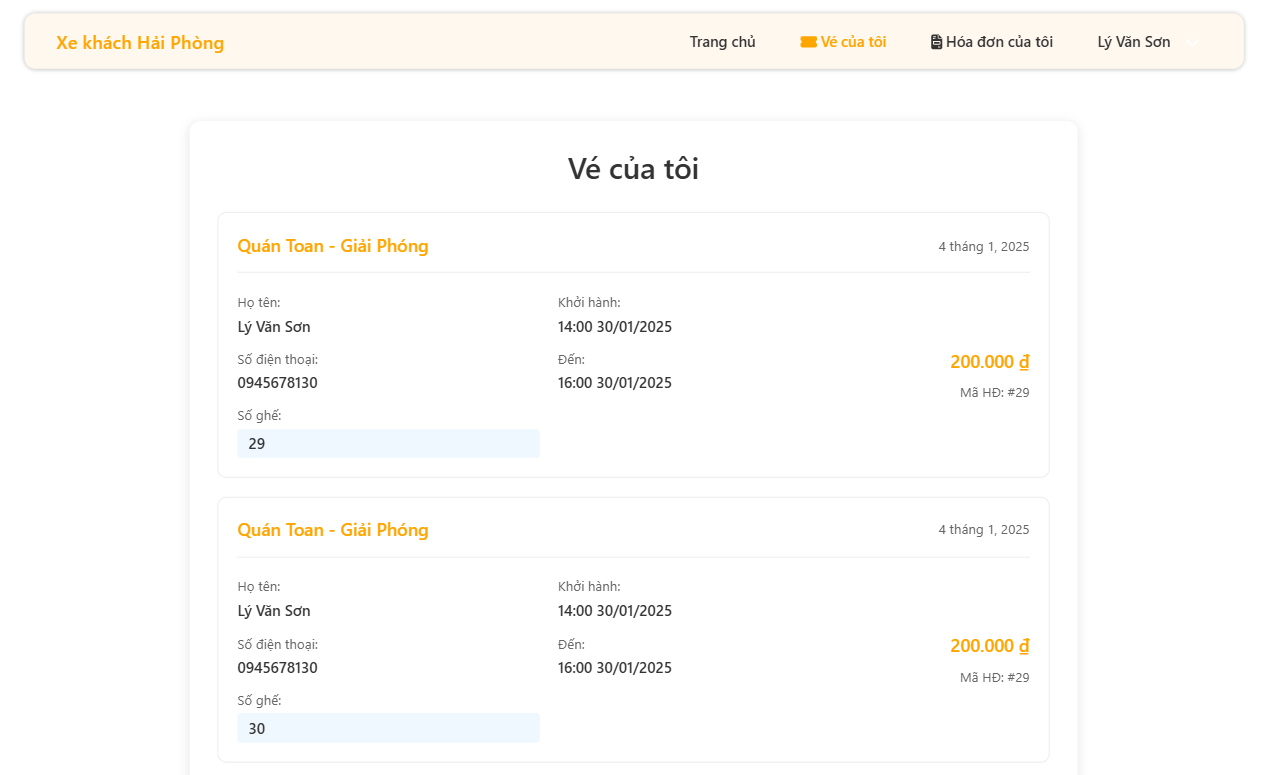 Xe khách Hải Phòng
Trang chủ
Vé của tôi
Hóa đơn của tôi
Lý Văn Sơn
Vé của tôi
Quán Toan - Giải Phóng
4 tháng 1, 2025
Họ tên:
Lý Văn Sơn
Số điện thoại:
0945678130
Số ghế:
29
Khởi hành:
14:00 30/01/2025
Đến:
16:00 30/01/2025
200.000 ₫
Mã HĐ: #29
Quán Toan - Giải Phóng
4 tháng 1, 2025
Họ tên:
Lý Văn Sơn
Số điện thoại:
0945678130
Số ghế:
30
Khởi hành:
14:00 30/01/2025
Đến:
16:00 30/01/2025
200.000 ₫
Mã HĐ: #29